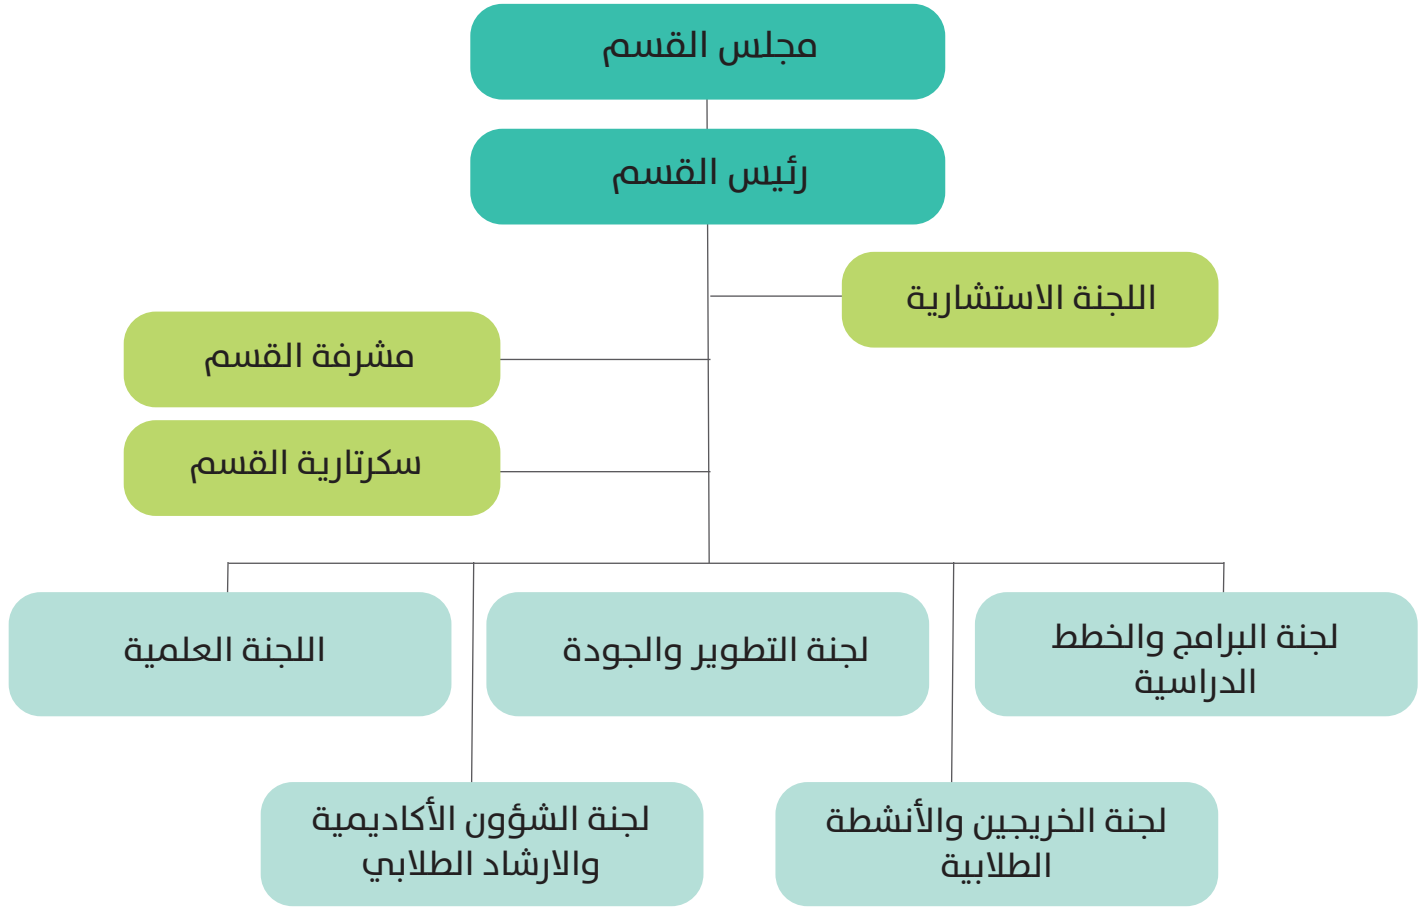 مجلس القسم
رئيس القسم
اللجنة الاستشارية
مشرفة القسم
سكرتارية القسم
لجنة البرامج والخطط
الدراسية
لجنة التطوير والجودة
اللجنة العلمية
لجنة الخريجين والأنشطة
الطلابية
لجنة الشؤون الأكاديمية
والارشاد الطلابي